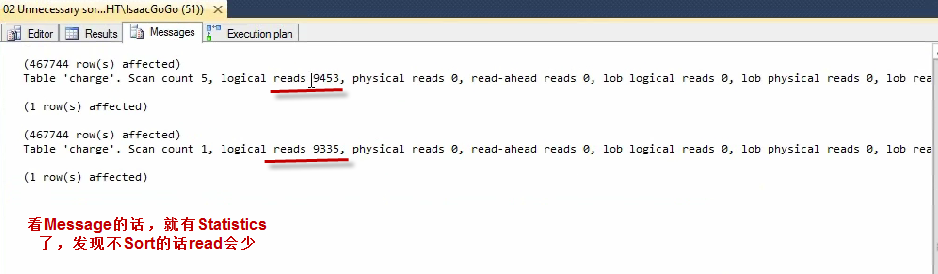 02 Unnecessary sor...HT\IsaacGoGo (51))
Editor Results Messages Execution plan
(467744 row(s) affected)
Table 'charge'. Scan count 5, logical reads 9453, physical reads 0, read-ahead reads 0, lob logical reads 0, lob physical reads 0, lob rea
(1 row(s) affected)
(467744 row(s) affected)
Table 'charge'. Scan count 1, logical reads 9335, physical reads 0, read-ahead reads 0, lob logical reads 0, lob physical reads 0, lob rea
(1 row(s) affected)
看Message的话，就有Statistics
了，发现不Sort的话read会少